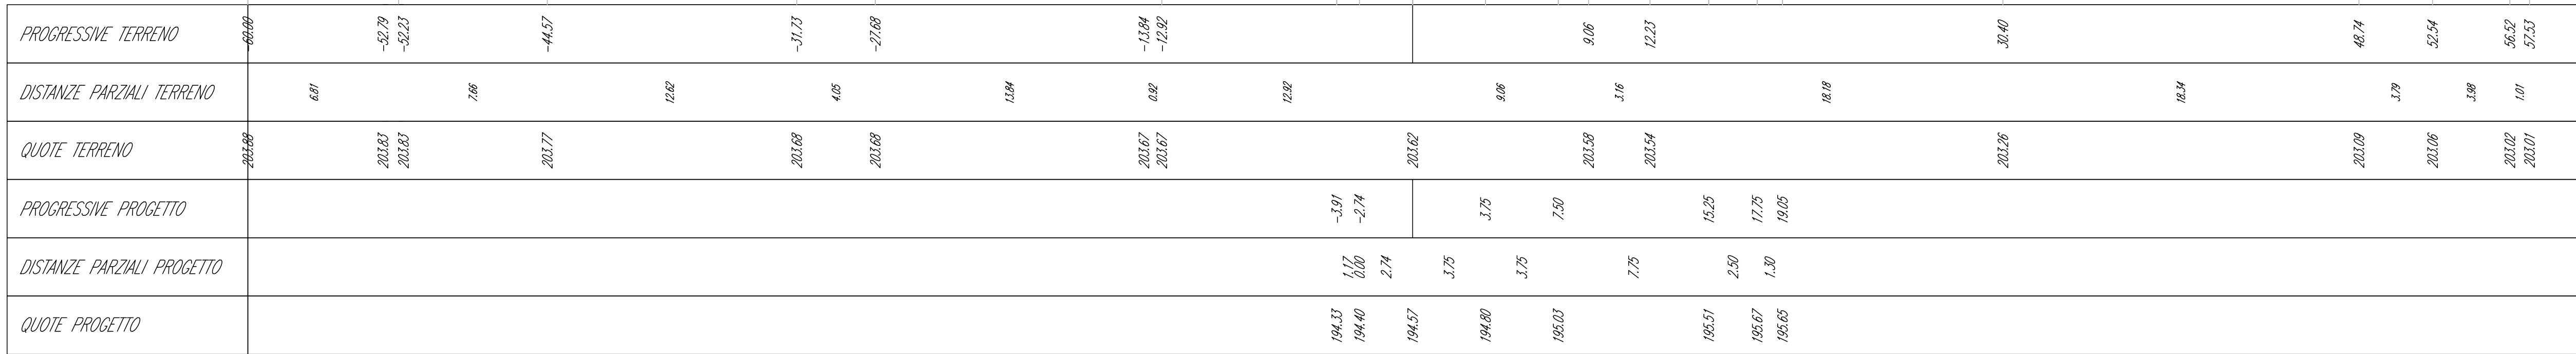 PROGRESSIVE TERRENO -60.00 -52.79 -52.23 -44.57 -31.73 -27.68 -13.84 -12.92 9.06 12.23 30.40 48.74 52.54 56.52 57.53
DISTANZE PARZIALI TERRENO 6.81 7.66 12.62 4.05 13.84 0.92 12.92 9.06 3.16 18.18 18.34 3.79 3.98 1.01
QUOTE TERRENO 203.88 203.83 203.83 203.77 203.68 203.68 203.67 203.67 203.62 203.58 203.54 203.26 203.09 203.06 203.02 203.01
PROGRESSIVE PROGETTO -3.91 -2.74 3.75 7.50 15.25 17.75 19.05
DISTANZE PARZIALI PROGETTO 1.17 0.00 2.74 3.75 3.75 7.75 2.50 1.30
QUOTE PROGETTO 194.33 194.40 194.57 194.80 195.03 195.51 195.67 195.65